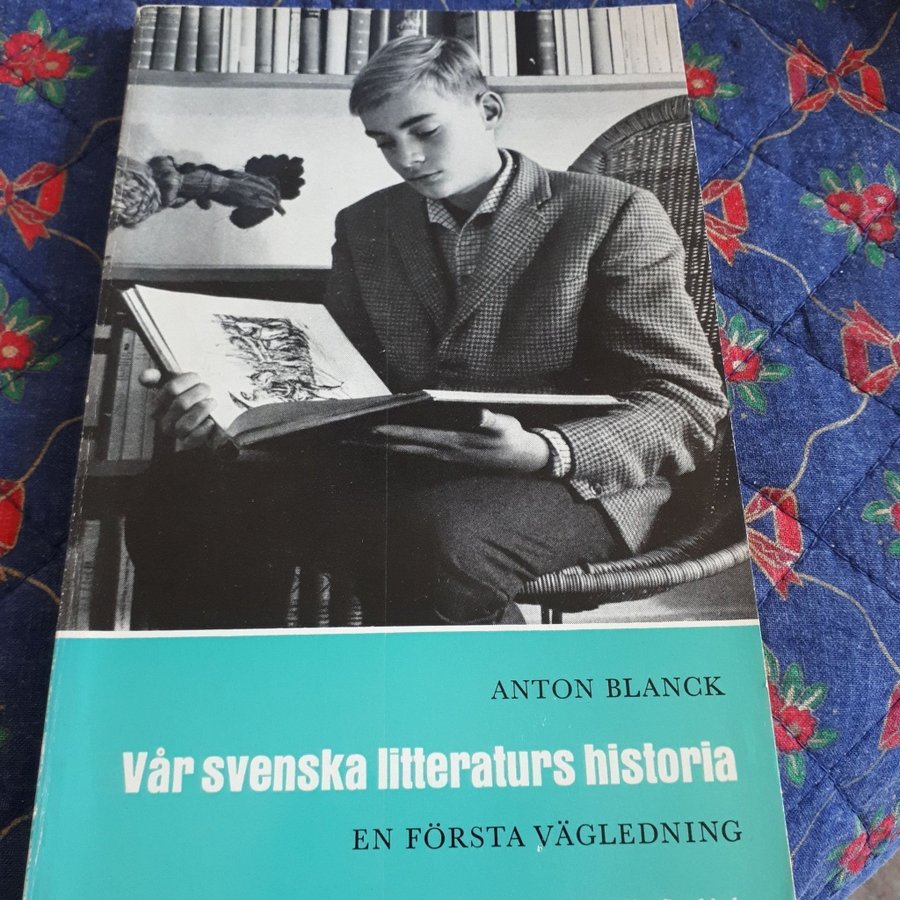 ANTON BLANCK
Vår svenska litteraturs historia
EN FÖRSTA VÄGLEDNING